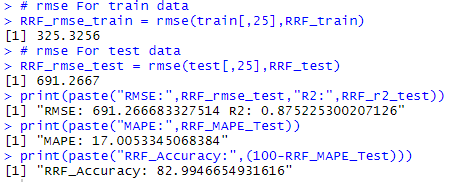 > # rmse For train data
> RRF_rmse_train = rmse(train[,25],RRF_train)
[1] 325.3256
> # rmse For test data
> RRF_rmse_test = rmse(test[,25],RRF_test)
[1] 691.2667
> print(paste("RMSE:",RRF_rmse_test,"R2:",RRF_r2_test))
[1] "RMSE: 691.266683327514 R2: 0.875225300207126"
> print(paste("MAPE:",RRF_MAPE_Test))
[1] "MAPE: 17.0053345068384"
> print(paste("RRF_Accuracy:",(100-RRF_MAPE_Test)))
[1] "RRF_Accuracy: 82.9946654931616"